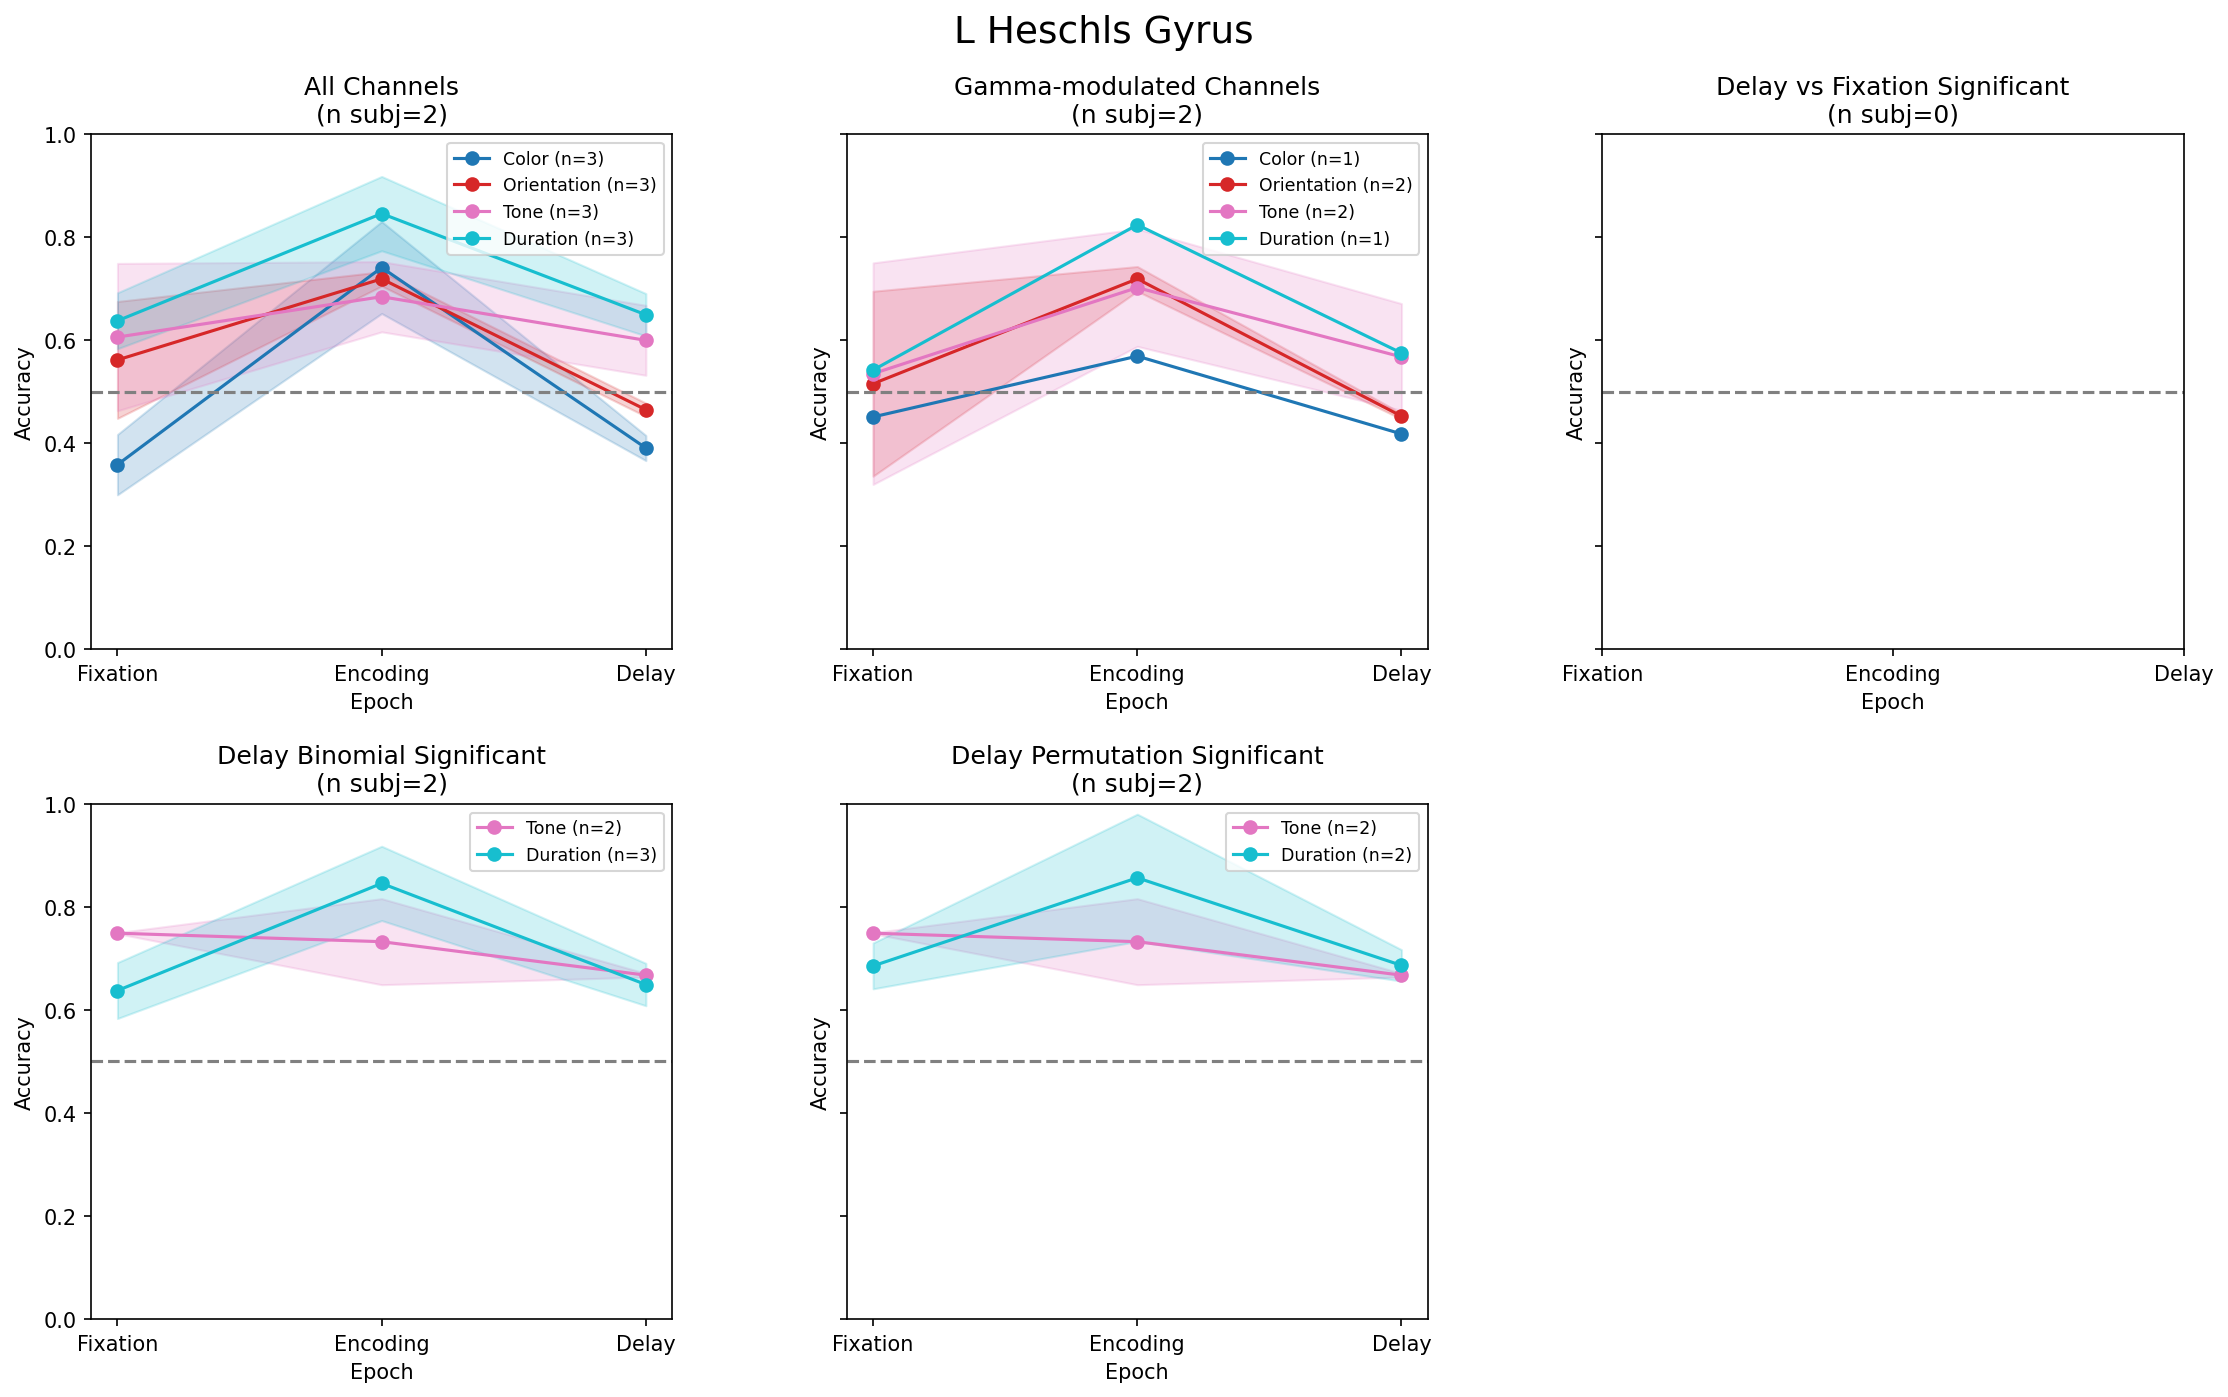 L Heschls Gyrus
All Channels
(n subj=2)
Color (n=3)
Orientation (n=3)
Tone (n=3)
Duration (n=3)
1.0
0.8
0.6
0.4
0.2
0.0
Accuracy
Fixation
Encoding
Delay
Epoch
Gamma-modulated Channels
(n subj=2)
Color (n=1)
Orientation (n=2)
Tone (n=2)
Duration (n=1)
Accuracy
Fixation
Encoding
Delay
Epoch
Delay vs Fixation Significant
(n subj=0)
Accuracy
Fixation
Encoding
Delay
Epoch
Delay Binomial Significant
(n subj=2)
Tone (n=2)
Duration (n=3)
1.0
0.8
0.6
0.4
0.2
0.0
Accuracy
Fixation
Encoding
Delay
Epoch
Delay Permutation Significant
(n subj=2)
Tone (n=2)
Duration (n=2)
Accuracy
Fixation
Encoding
Delay
Epoch